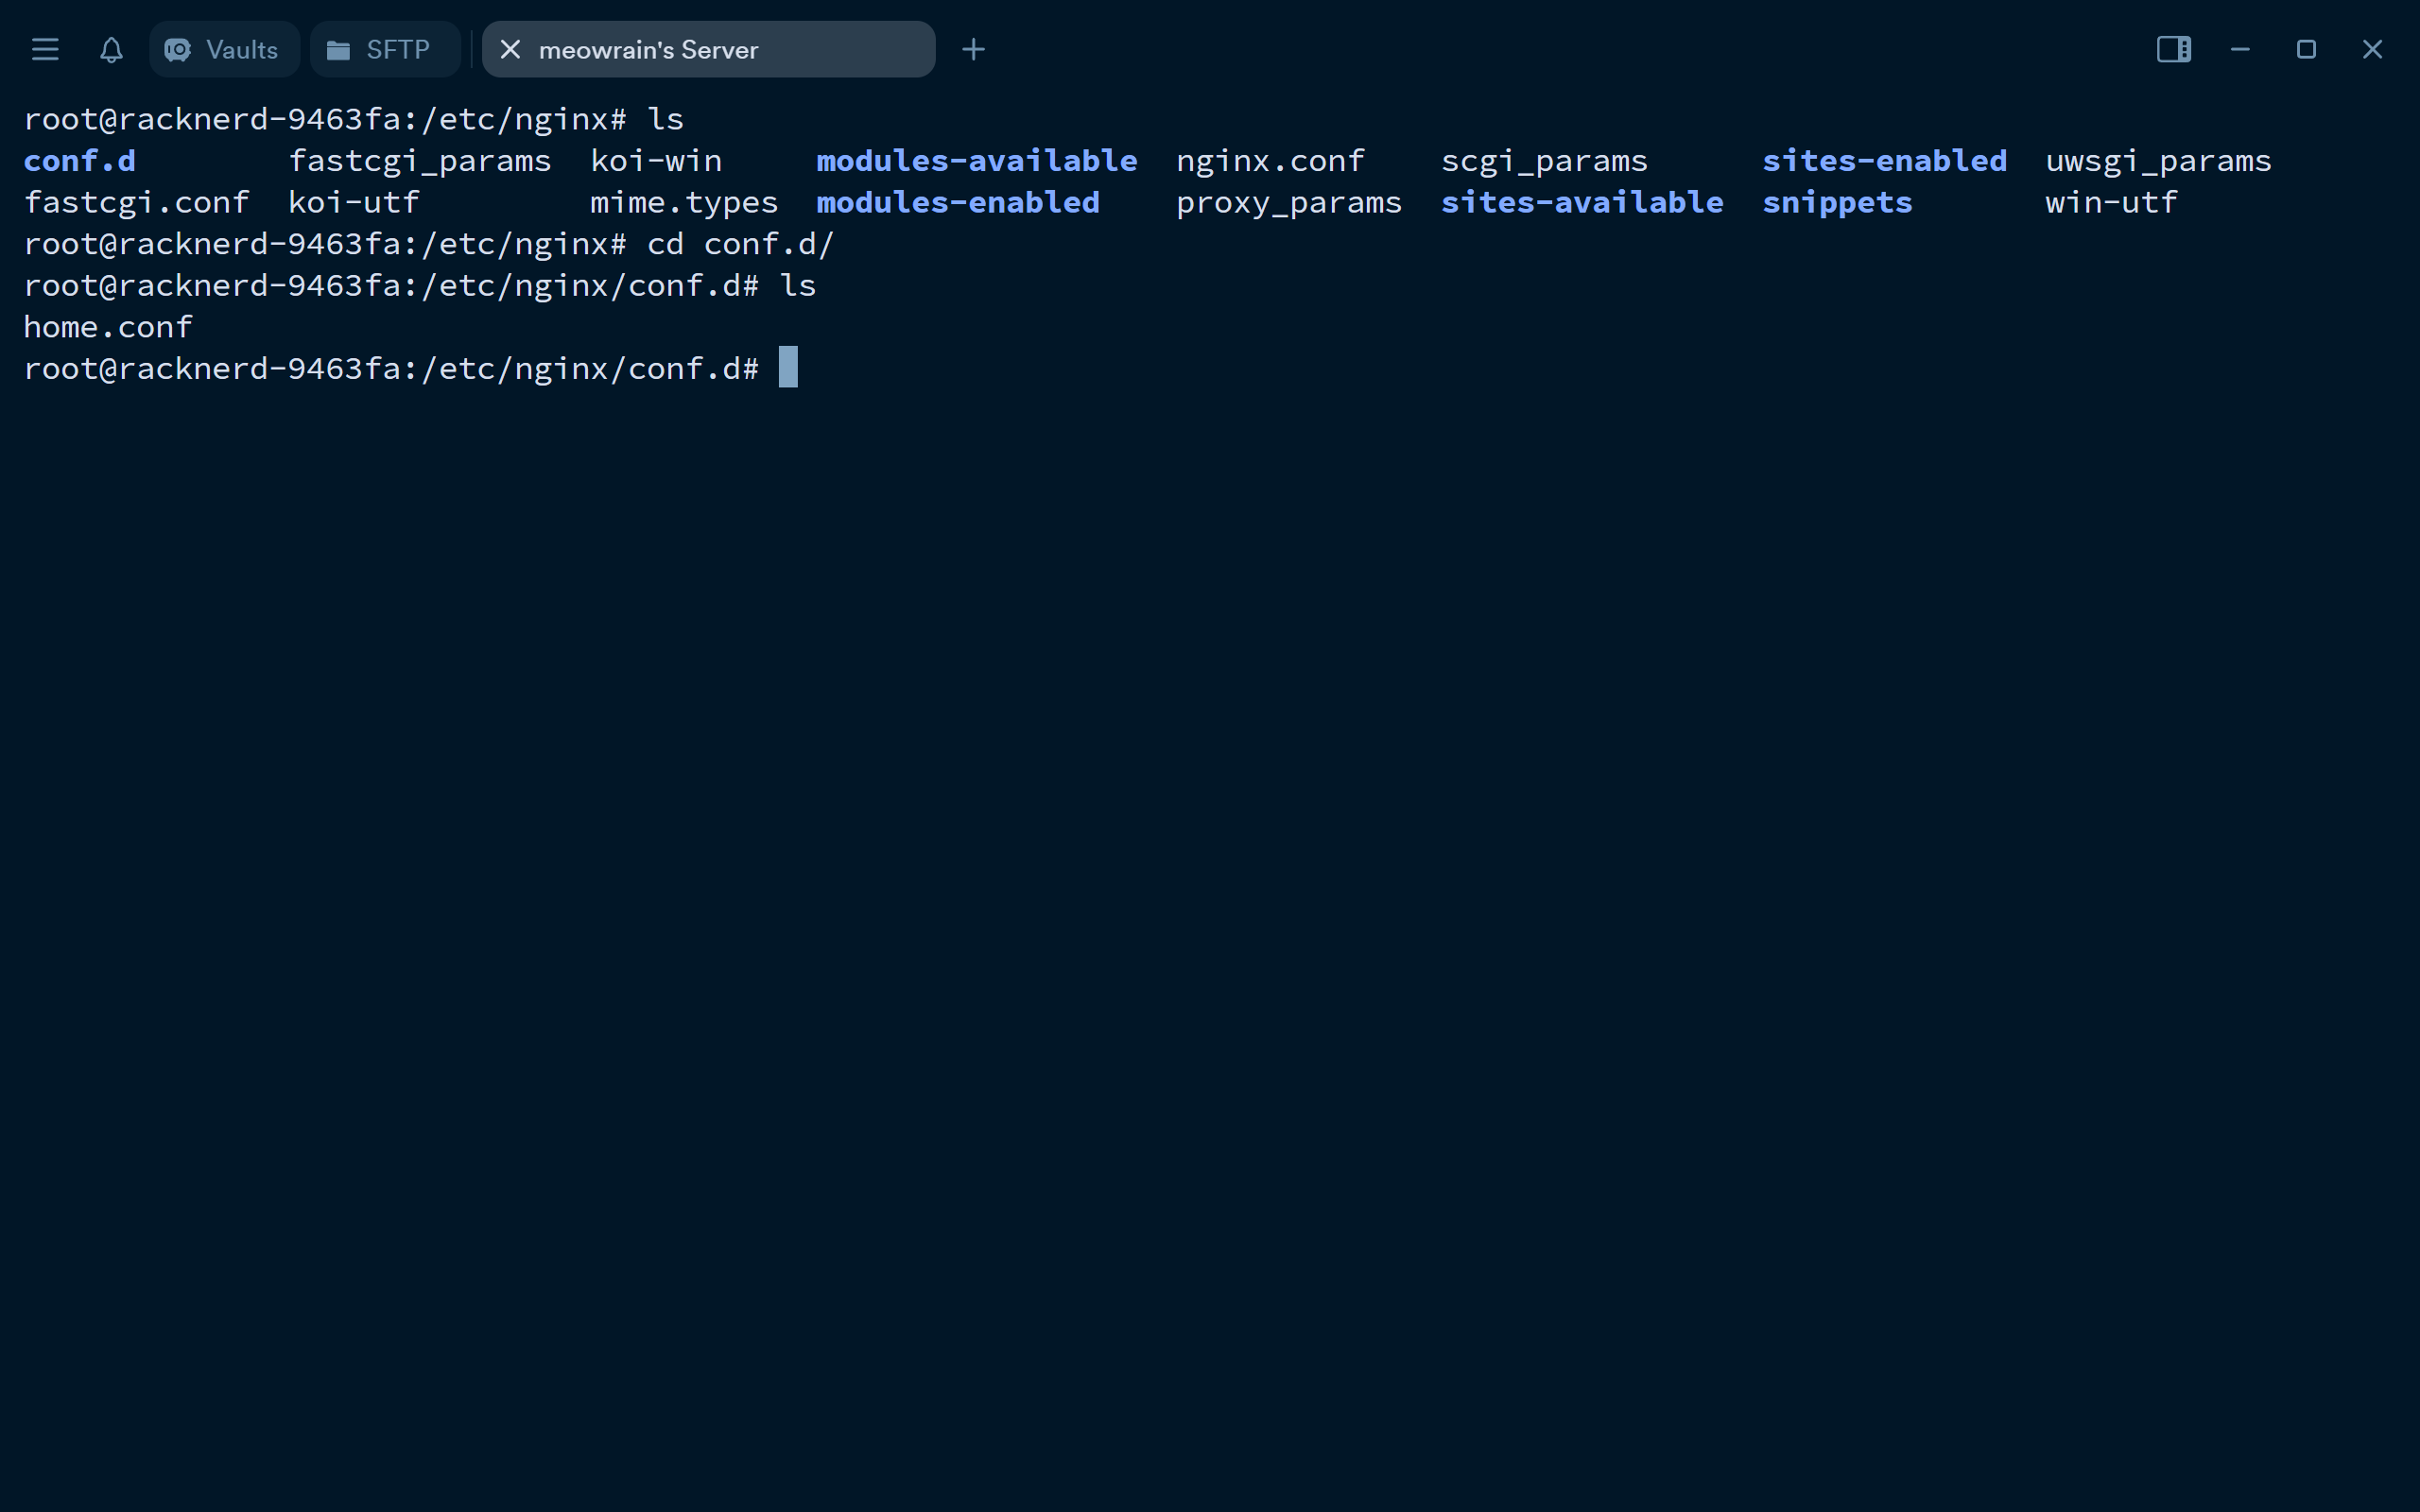 Vaults SFTP meowrain's Server
root@racknerd-9463fa:/etc/nginx# ls
conf.d fastcgi_params koi-win modules-available nginx.conf scgi_params sites-enabled uwsgi_params
fastcgi.conf koi-utf mime.types modules-enabled proxy_params sites-available snippets win-utf
root@racknerd-9463fa:/etc/nginx# cd conf.d/
root@racknerd-9463fa:/etc/nginx/conf.d# ls
home.conf
root@racknerd-9463fa:/etc/nginx/conf.d#